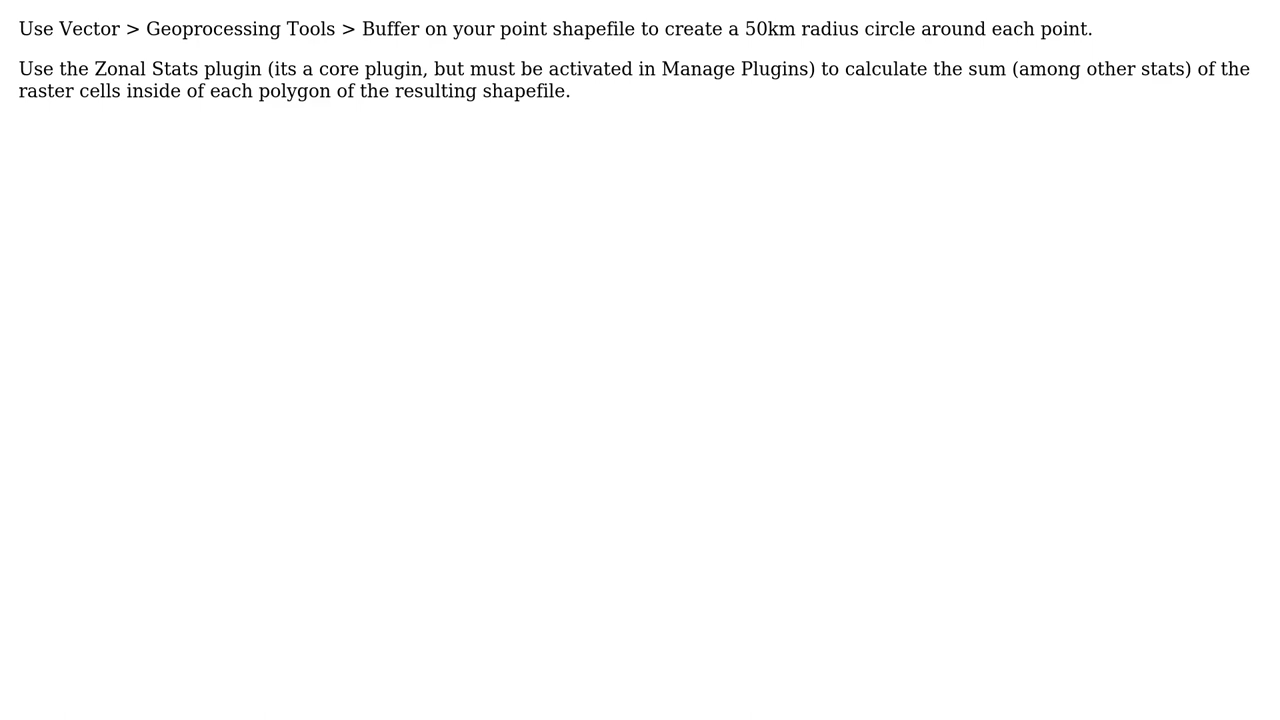 Use Vector > Geoprocessing Tools > Buffer on your point shapefile to create a 50km radius circle around each point.
Use the Zonal Stats plugin (its a core plugin, but must be activated in Manage Plugins) to calculate the sum (among other stats) of the
raster cells inside of each polygon of the resulting shapefile.